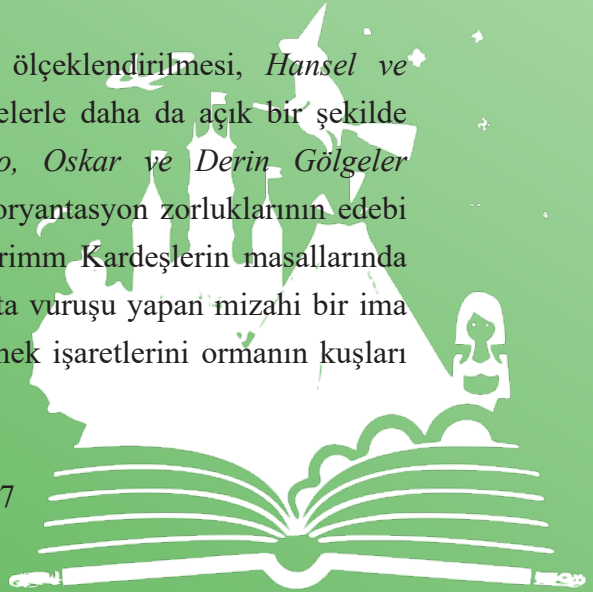 ölçeklendirilmesi, Hansel ve
elerle daha da açık bir şekilde
o, Oskar ve Derin Gölgeler
oryantasyon zorluklarının edebi
rimm Kardeşlerin masallarında
ta vuruşu yapan mizahi bir ima
nek işaretlerini ormanın kuşları
7